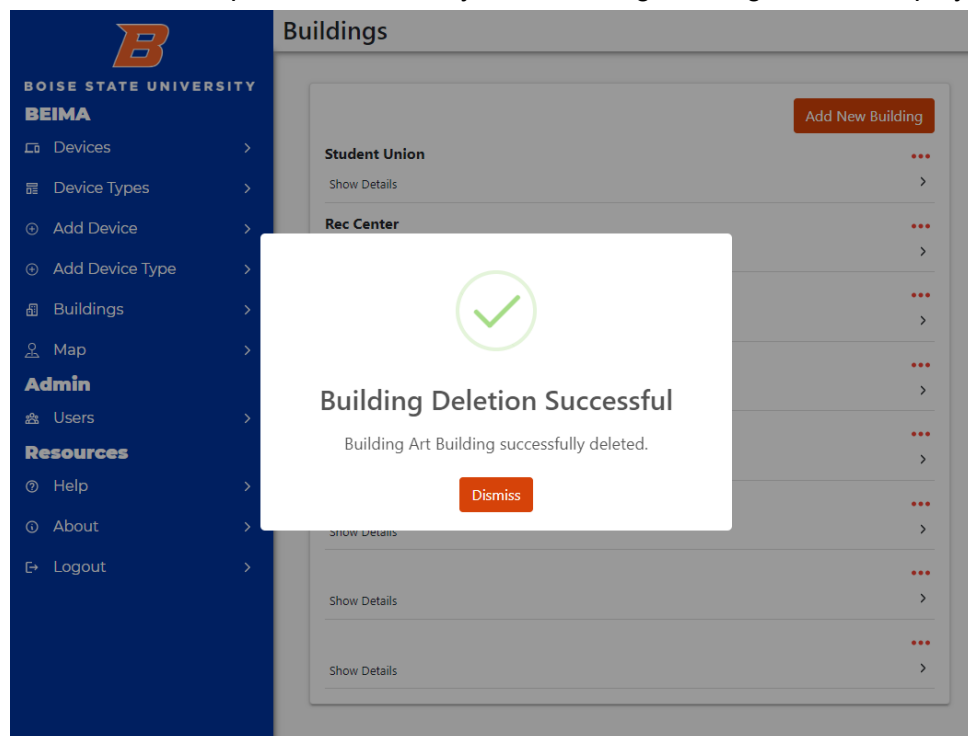 Buildings
B
BOISE STATE UNIVERSITY
BEIMA
Devices
Device Types
Add Device
Add Device Type
Buildings
Map
Admin
Users
Resources
Help
About
Logout
Add New Building
Student Union
Show Details
Rec Center
Building Deletion Successful
Building Art Building successfully deleted.
Dismiss
Show Details
Show Details
Show Details